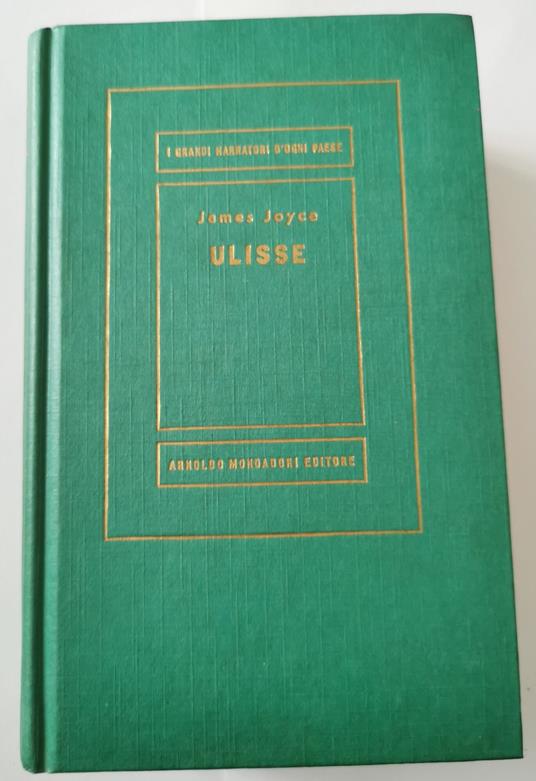 I GRANDI NARRATORI D'OGNI PAESE
James Joyce
ULISSE
ARNOLDO MONDADORI EDITORE